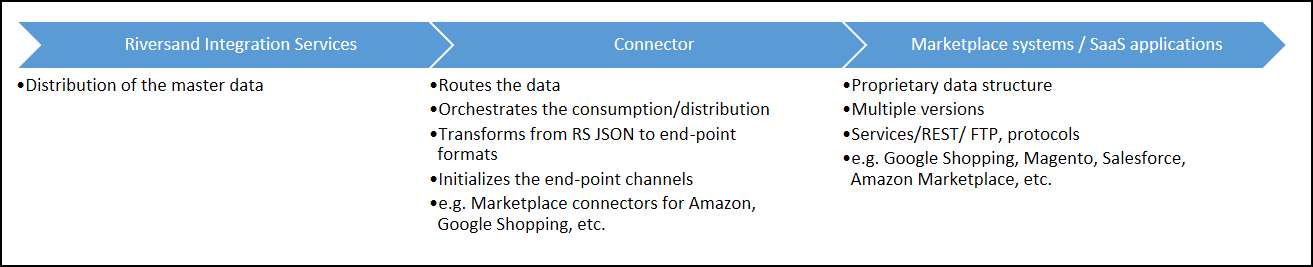 Riversand Integration Services
•Distribution of the master data
Connector
•Routes the data
•Orchestrates the consumption/distribution
•Transforms from RS JSON to end-point
formats
•Initializes the end-point channels
•e.g. Marketplace connectors for Amazon,
Google Shopping, etc.
Marketplace systems / SaaS applications
•Proprietary data structure
•Multiple versions
•Services/REST/ FTP, protocols
•e.g. Google Shopping, Magento, Salesforce,
Amazon Marketplace, etc.